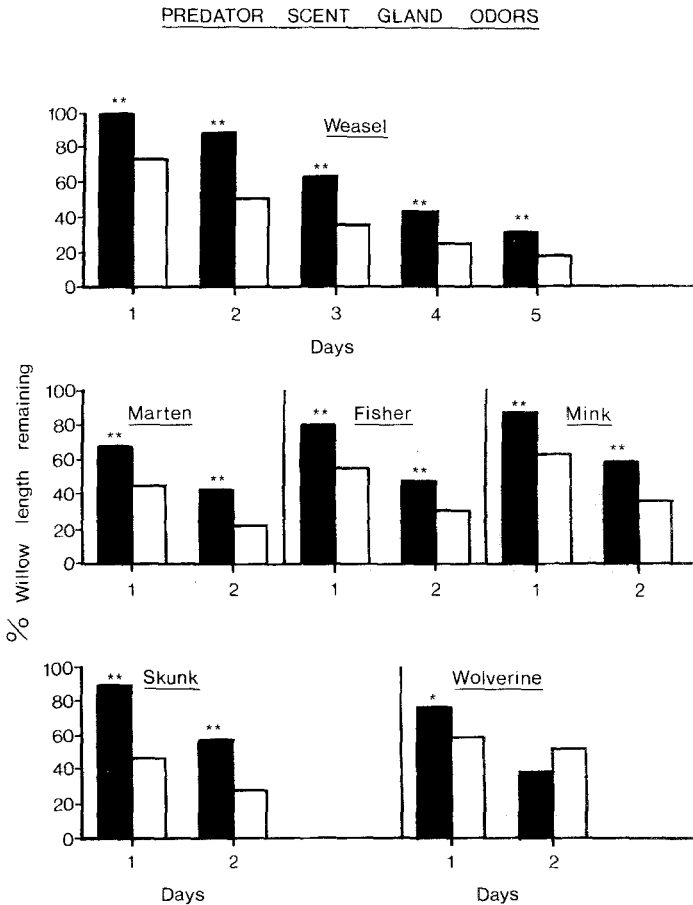 PREDATOR SCENT GLAND ODORS
Weasel
** ** ** ** **
100
80
60
40
20
0
1 2 3 4 5
Days
% Willow length remaining
Marten Fisher Mink
** ** ** ** ** **
100
80
60
40
20
0
1 2 1 2 1 2
Skunk Wolverine
** ** *
100
80
60
40
20
0
1 2 1 2
Days Days